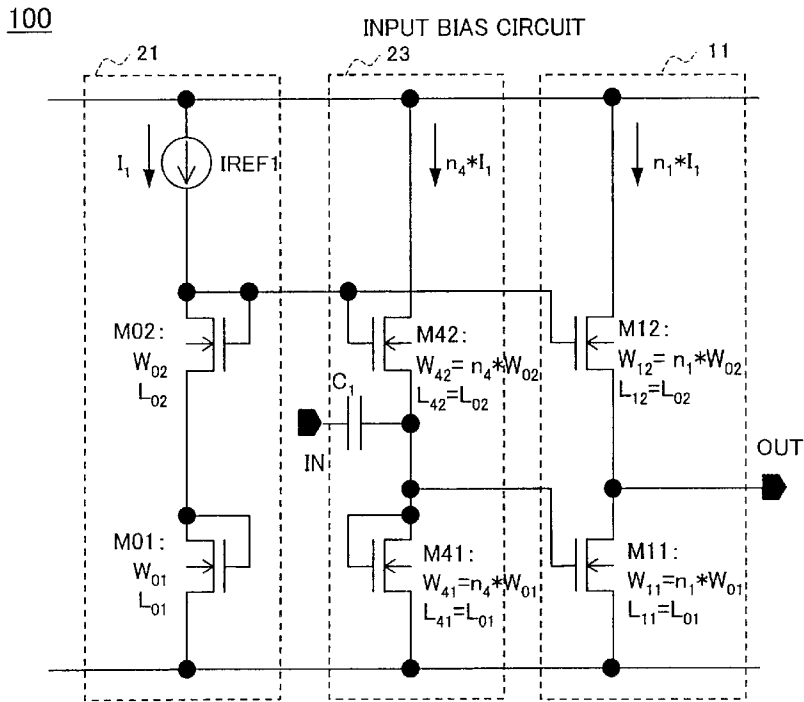 100
INPUT BIAS CIRCUIT
21
23
11
I₁
IREF1
n₄*I₁
n₁*I₁
M02:
W₀₂
L₀₂
M42:
W₄₂= n₄*W₀₂
L₄₂=L₀₂
M12:
W₁₂= n₁*W₀₂
L₁₂=L₀₂
C₁
IN
OUT
M01:
W₀₁
L₀₁
M41:
W₄₁=n₄*W₀₁
L₄₁=L₀₁
M11:
W₁₁=n₁*W₀₁
L₁₁=L₀₁